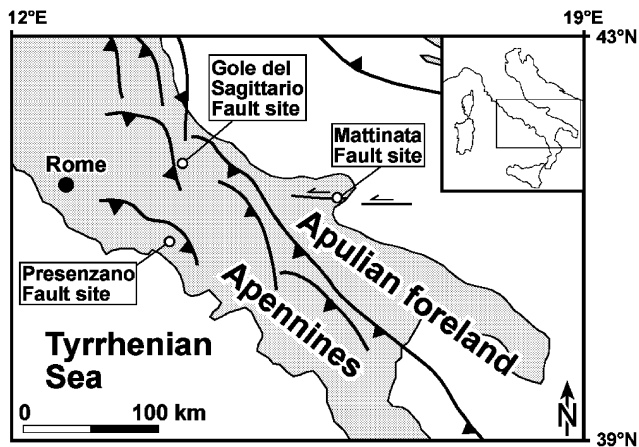 12°E
19°E
43°N
Gole del
Sagittario
Fault site
Mattinata
Fault site
Rome
Presenzano
Fault site
Apulian foreland
Apennines
Tyrrhenian
Sea
0
100 km
N
39°N